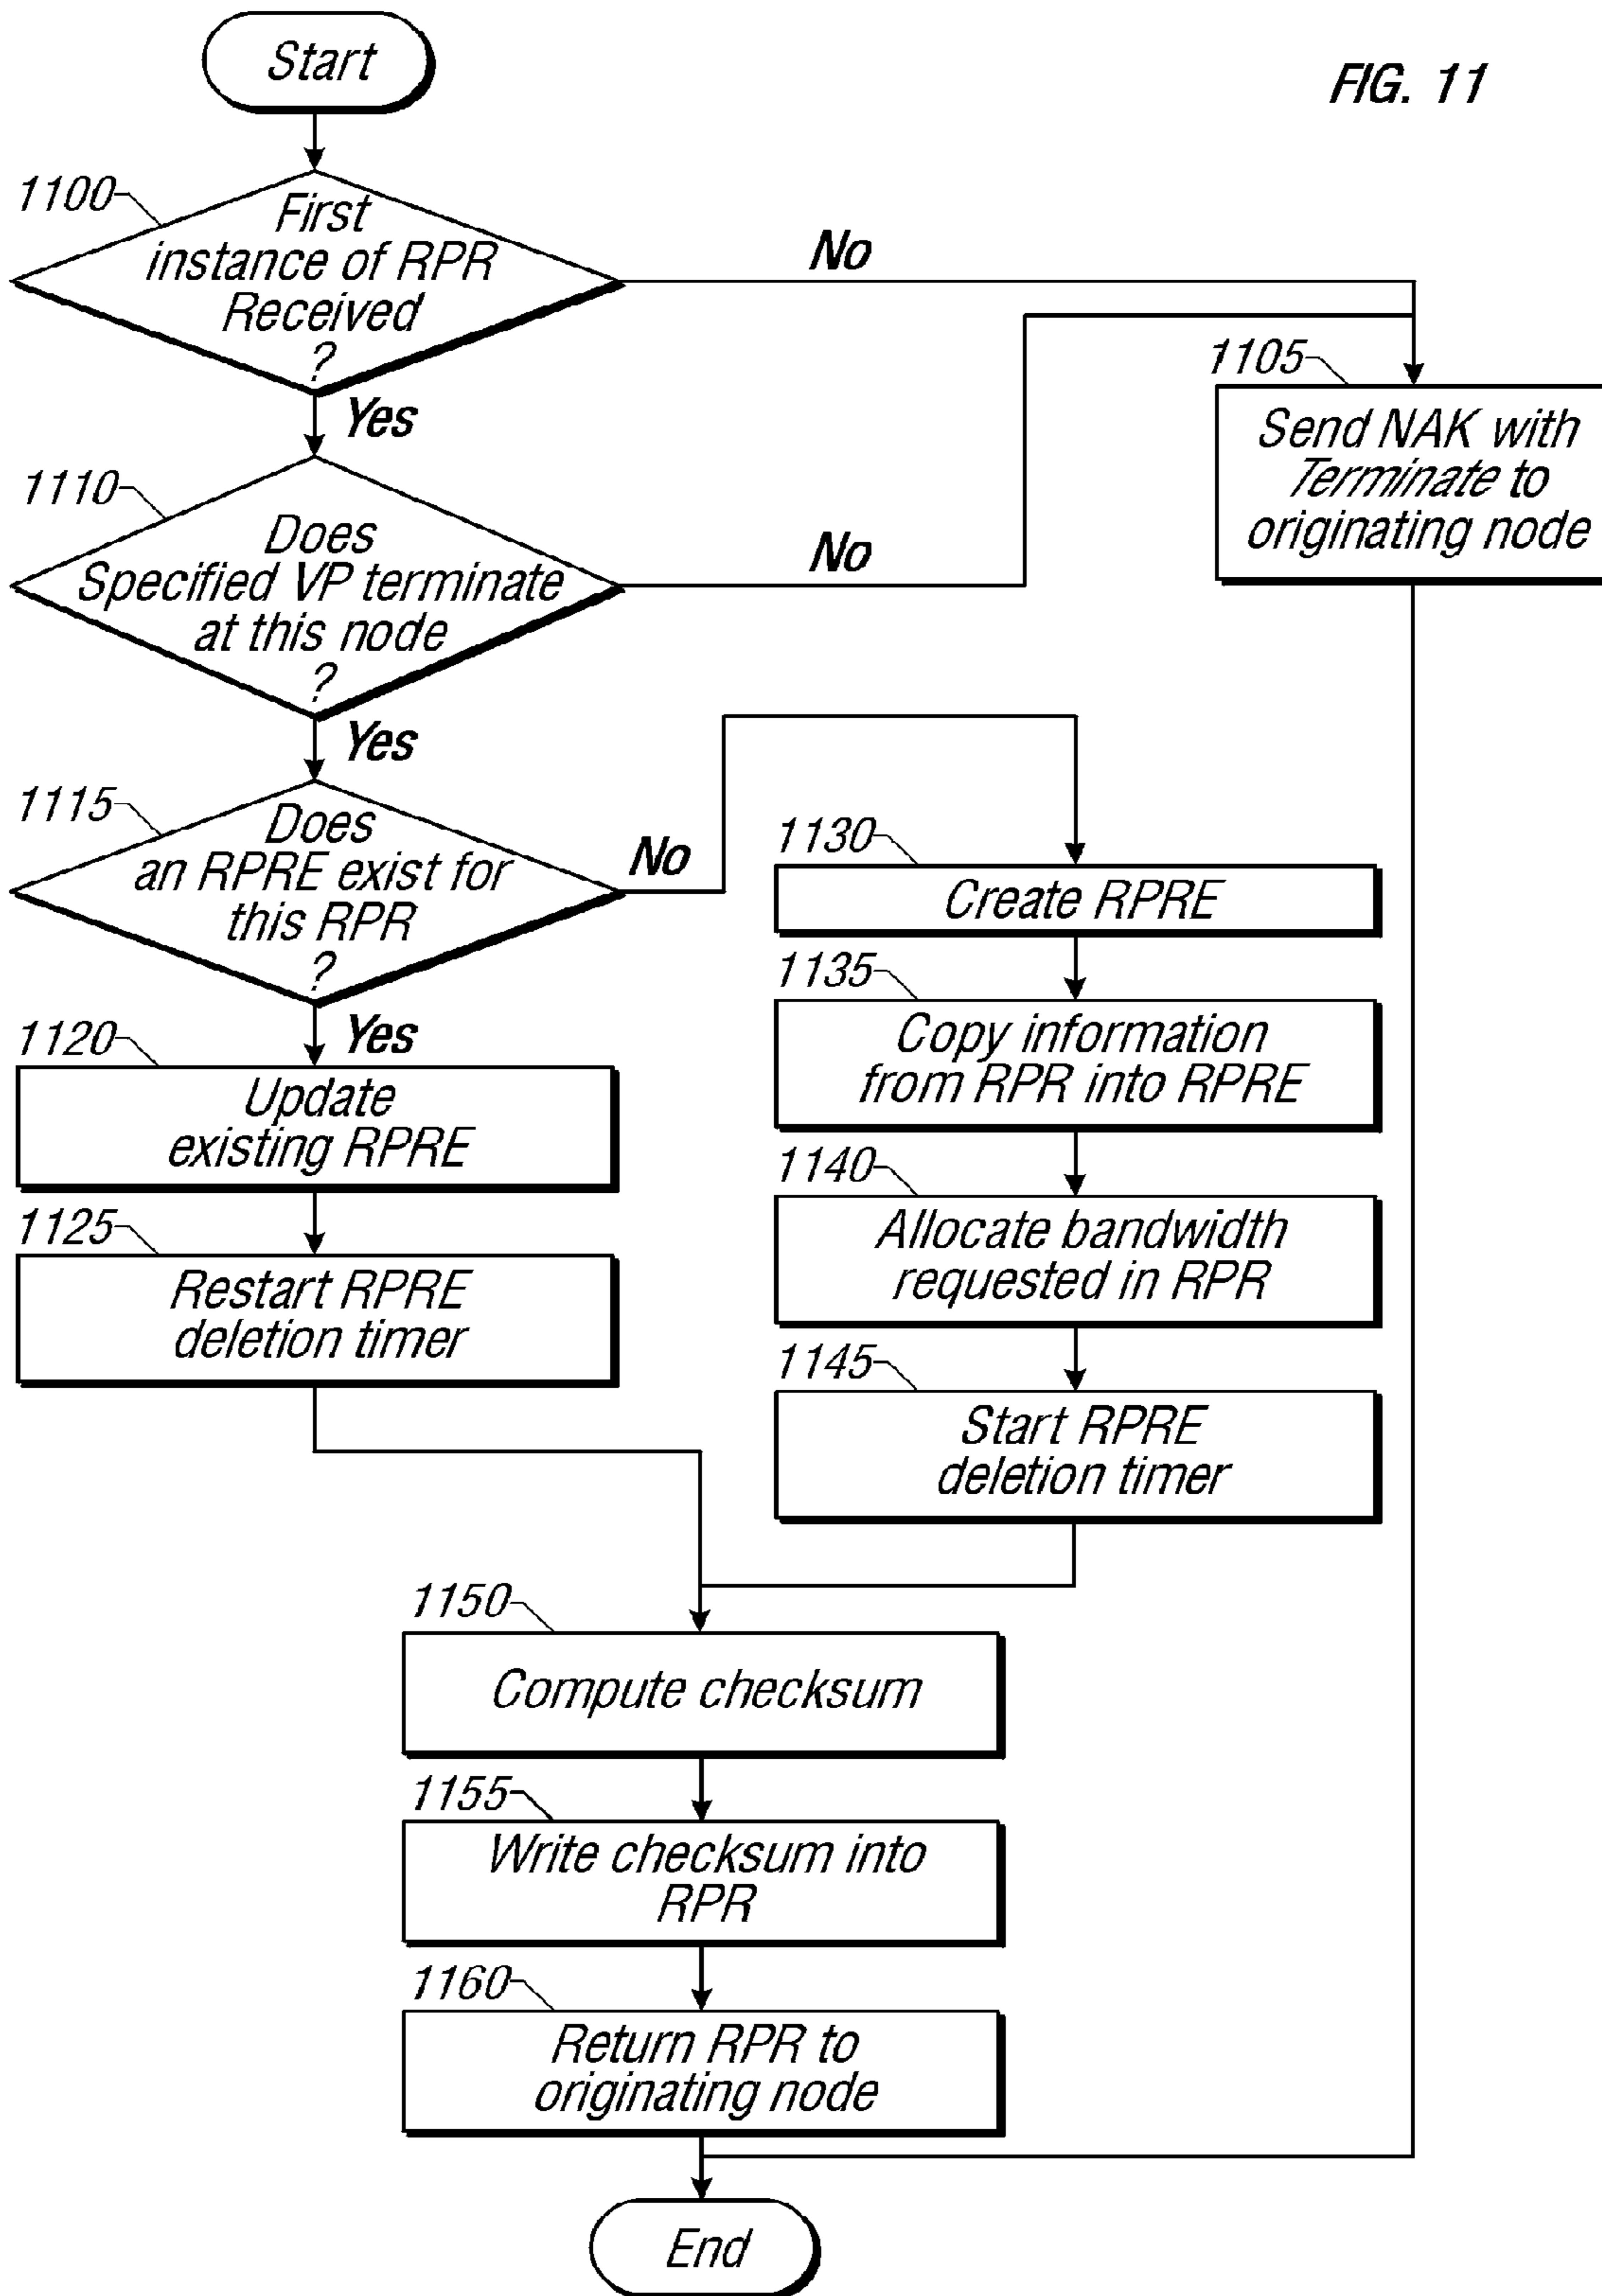 Start
FIG. 11
1100
First
instance of RPR
Received
?
No
Yes
1105
Send NAK with
Terminate to
originating node
1110
Does
Specified VP terminate
at this node
?
No
Yes
1115
Does
an RPRE exist for
this RPR
?
No
Yes
1120
Update
existing RPRE
1125
Restart RPRE
deletion timer
1130
Create RPRE
1135
Copy information
from RPR into RPRE
1140
Allocate bandwidth
requested in RPR
1145
Start RPRE
deletion timer
1150
Compute checksum
1155
Write checksum into
RPR
1160
Return RPR to
originating node
End